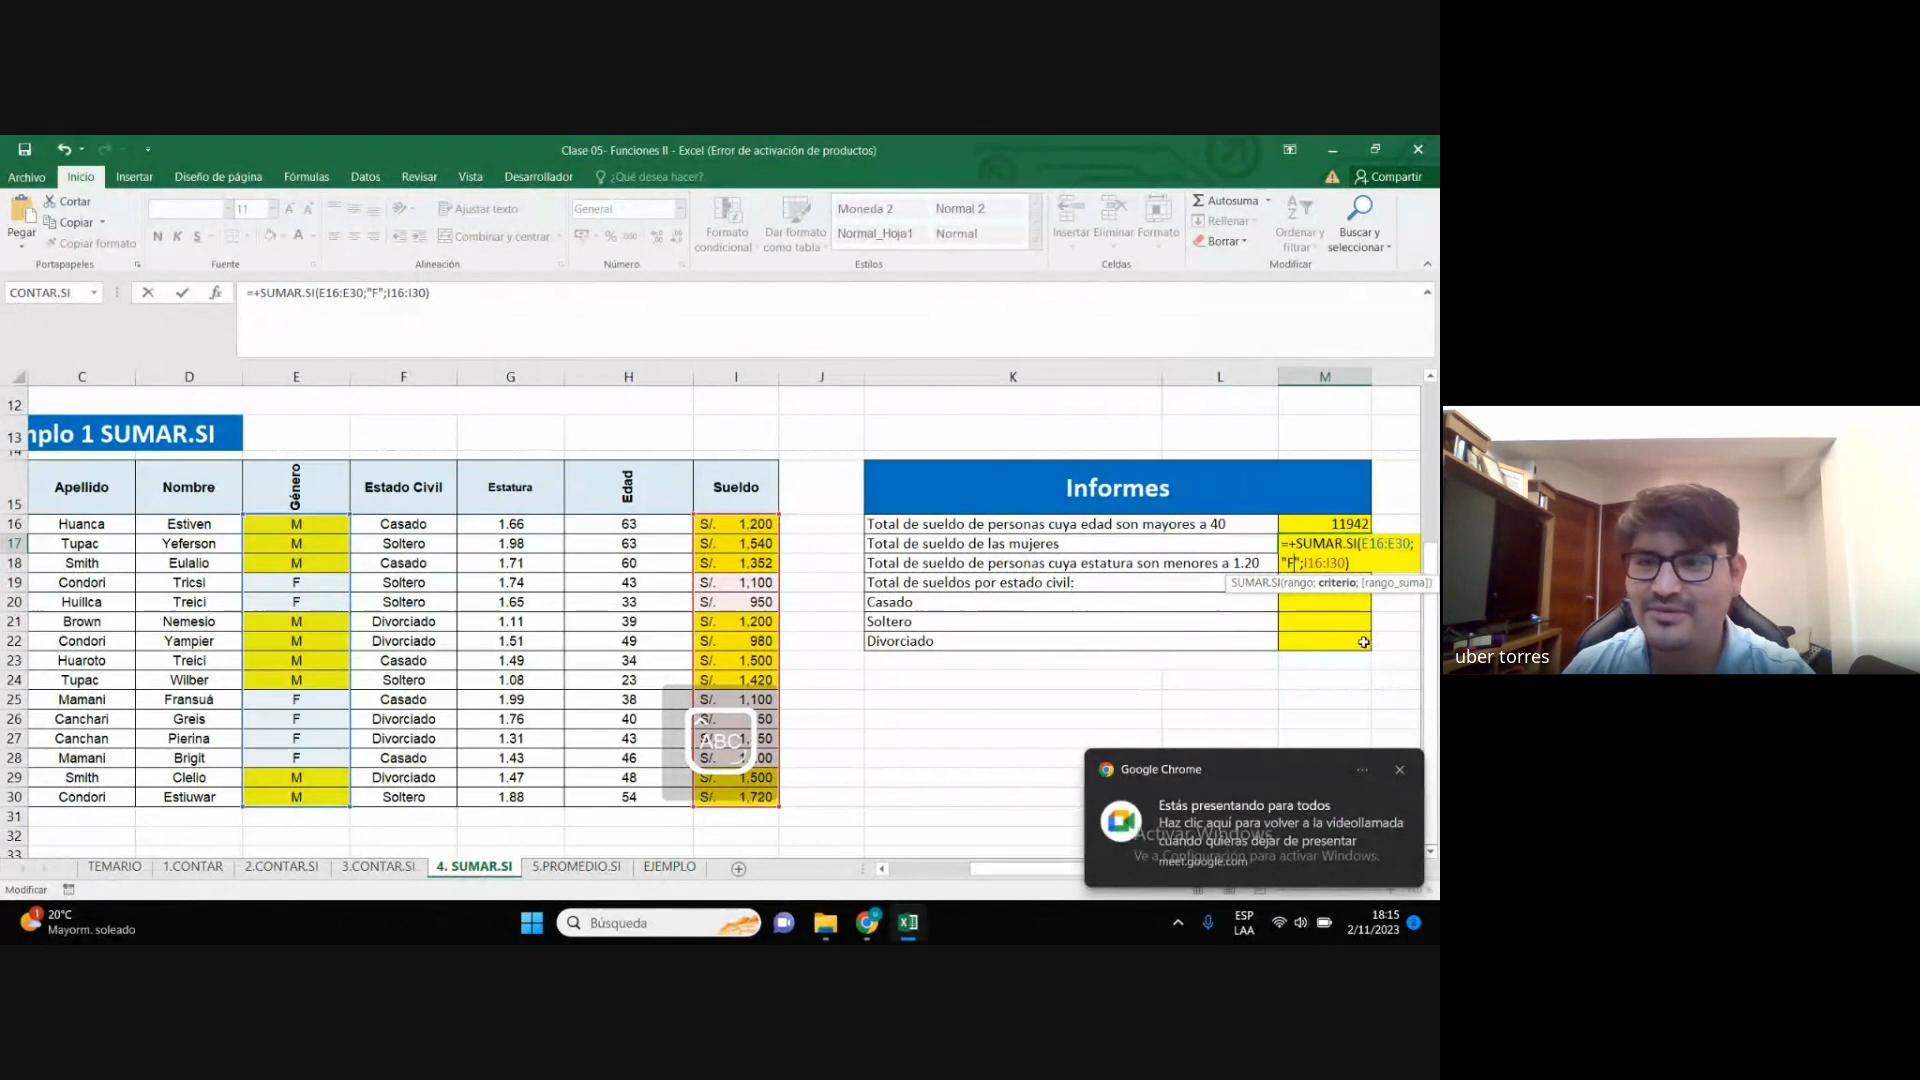 Clase 05- Funciones II - Excel (Error de activación de productos)
Archivo Inicio Insertar Diseño de página Fórmulas Datos Revisar Vista Desarrollador ¿Qué desea hacer? Compartir
Pegar
Cortar
Copiar
Copiar formato
Portapapeles
11
N K S
Fuente
Ajustar texto
Combinar y centrar
Alineación
General
% 000
Número
Formato condicional
Dar formato como tabla
Moneda 2 Normal 2
Normal_Hoja1 Normal
Estilos
Insertar Eliminar Formato
Celdas
Autosuma
Rellenar
Borrar
Ordenar y filtrar
Buscar y seleccionar
Modificar
CONTAR.SI fx =+SUMAR.SI(E16:E30;"F";I16:I30)
C D E F G H I J K L M
12
13 mplo 1 SUMAR.SI
14
15 Apellido Nombre Género Estado Civil Estatura Edad Sueldo
16 Huanca Estiven M Casado 1.66 63 S/. 1,200
17 Tupac Yeferson M Soltero 1.98 63 S/. 1,540
18 Smith Eulalio M Casado 1.71 60 S/. 1,352
19 Condori Tricsi F Soltero 1.74 43 S/. 1,100
20 Huillca Treici F Soltero 1.65 33 S/. 950
21 Brown Nemesio M Divorciado 1.11 39 S/. 1,200
22 Condori Yampier M Divorciado 1.51 49 S/. 980
23 Huaroto Treici M Casado 1.49 34 S/. 1,500
24 Tupac Wilber M Soltero 1.08 23 S/. 1,420
25 Mamani Fransuá F Casado 1.99 38 S/. 1,100
26 Canchari Greis F Divorciado 1.76 40 S/. 50
27 Canchan Pierina F Divorciado 1.31 43 S/. 50
28 Mamani Brigit F Casado 1.43 46 S/. 00
29 Smith Clelio M Divorciado 1.47 48 S/. 1,500
30 Condori Estiuwar M Soltero 1.88 54 S/. 1,720
31
32
33
ABC
Informes
Total de sueldo de personas cuya edad son mayores a 40 11942
Total de sueldo de las mujeres =+SUMAR.SI(E16:E30;
Total de sueldo de personas cuya estatura son menores a 1.20 "F";I16:I30)
Total de sueldos por estado civil: SUMAR.SI(rango; criterio; [rango_suma])
Casado
Soltero
Divorciado
Google Chrome
Estás presentando para todos
Haz clic aquí para volver a la videollamada
cuando quieras dejar de presentar
meet.google.com
Activar Windows
Ve a Configuración para activar Windows.
TEMARIO 1.CONTAR 2.CONTAR.SI 3.CONTAR.SI 4. SUMAR.SI 5.PROMEDIO.SI EJEMPLO
Modificar
1
20°C
Mayorm. soleado
Búsqueda
ESP
LAA
18:15
2/11/2023
2
uber torres